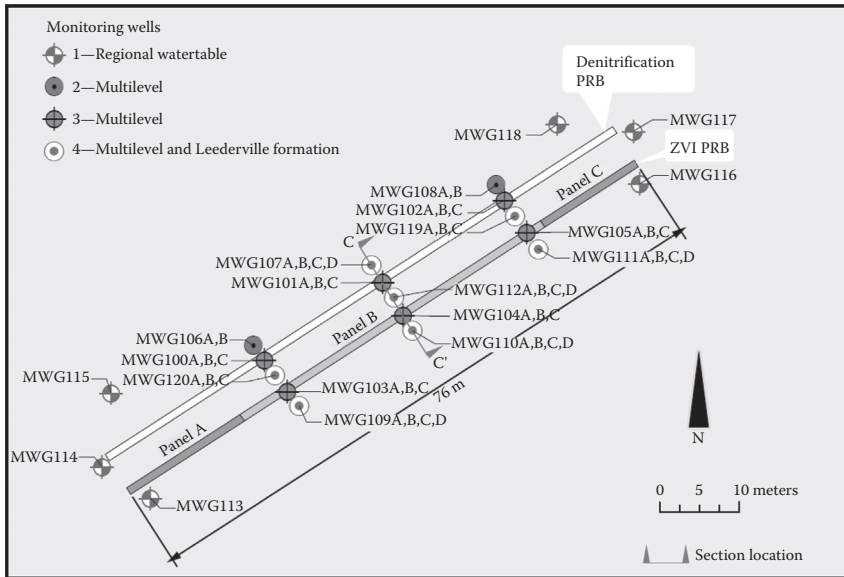 Monitoring wells
1—Regional watertable
2—Multilevel
3—Multilevel
4—Multilevel and Leederville formation
Denitrification
PRB
MWG118
MWG117
ZVI PRB
MWG116
Panel C
MWG108A,B
MWG102A,B,C
MWG119A,B,C
MWG105A,B,C
MWG111A,B,C,D
C
MWG107A,B,C,D
MWG101A,B,C
MWG112A,B,C,D
MWG104A,B,C
Panel B
MWG110A,B,C,D
C'
MWG106A,B
MWG100A,B,C
MWG120A,B,C
MWG115
MWG103A,B,C
76 m
MWG109A,B,C,D
Panel A
MWG114
MWG113
N
0 5 10 meters
Section location